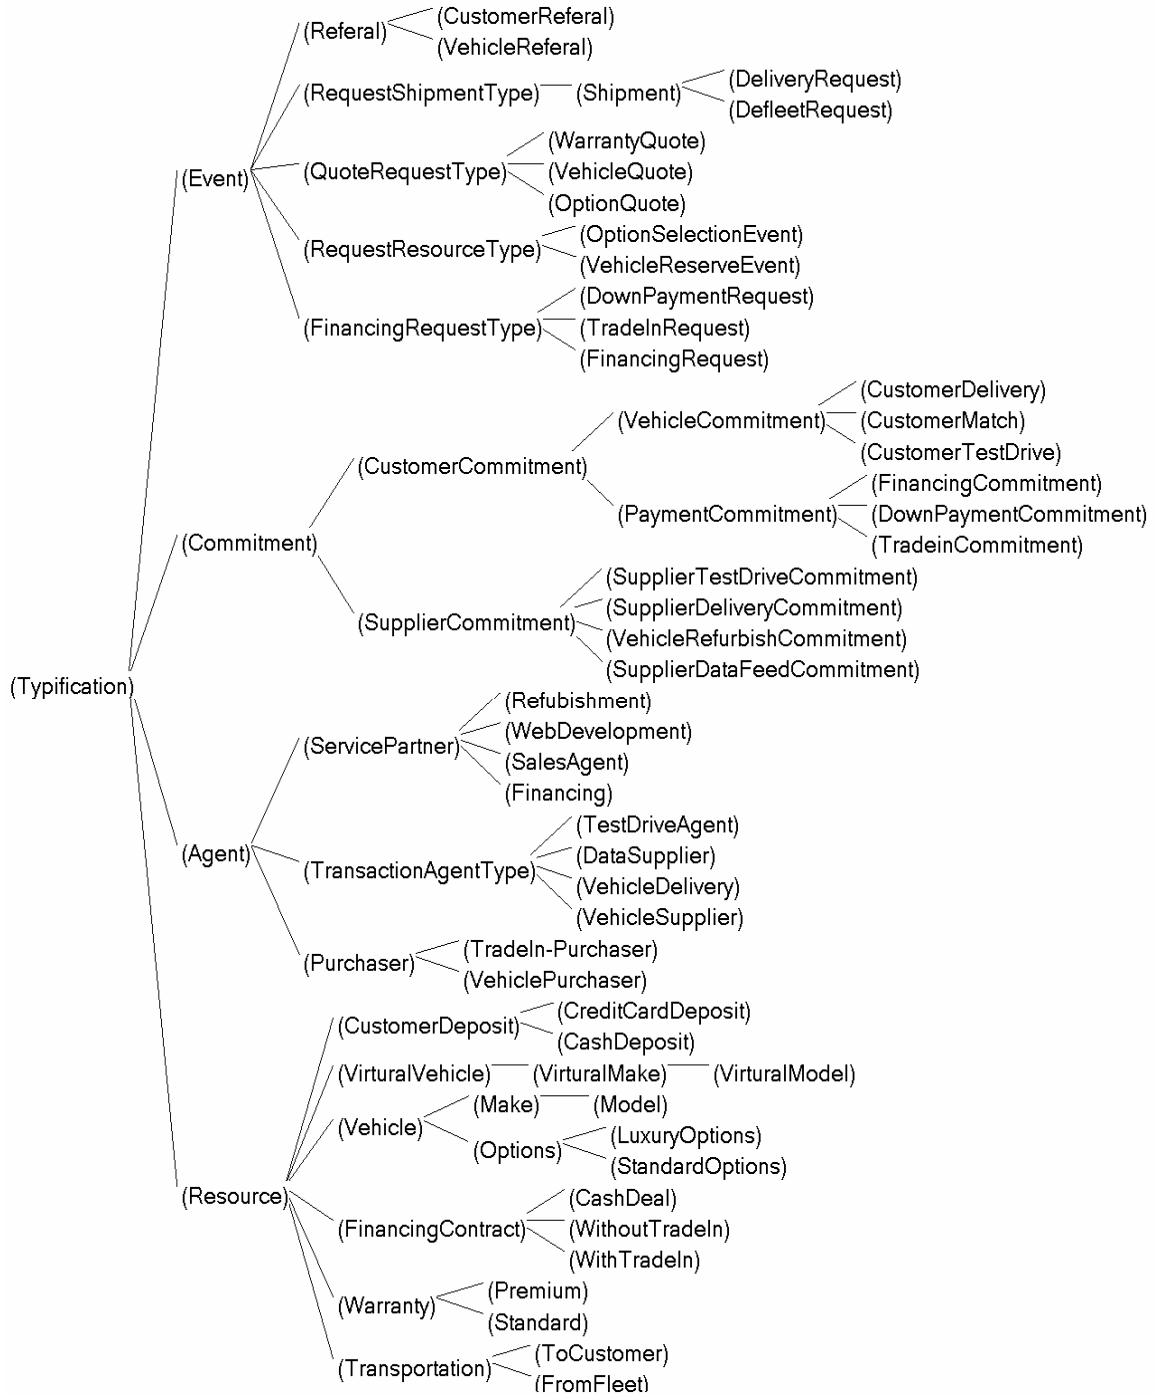 (CustomerReferal)
(Referal)
(VehicleReferal)
(DeliveryRequest)
(RequestShipmentType) (Shipment)
(DefleetRequest)
(WarrantyQuote)
(Event) (QuoteRequestType) (VehicleQuote)
(OptionQuote)
(OptionSelectionEvent)
(RequestResourceType)
(VehicleReserveEvent)
(DownPaymentRequest)
(FinancingRequestType) (TradeInRequest)
(FinancingRequest)
(CustomerDelivery)
(VehicleCommitment) (CustomerMatch)
(CustomerTestDrive)
(CustomerCommitment)
(FinancingCommitment)
(PaymentCommitment) (DownPaymentCommitment)
(Commitment) (TradeinCommitment)
(SupplierTestDriveCommitment)
(SupplierDeliveryCommitment)
(SupplierCommitment)
(VehicleRefurbishCommitment)
(SupplierDataFeedCommitment)
(Typification)
(Refubishment)
(WebDevelopment)
(ServicePartner)
(SalesAgent)
(Financing)
(TestDriveAgent)
(Agent) (DataSupplier)
(TransactionAgentType)
(VehicleDelivery)
(VehicleSupplier)
(TradeIn-Purchaser)
(Purchaser)
(VehiclePurchaser)
(CreditCardDeposit)
(CustomerDeposit)
(CashDeposit)
(VirturalVehicle) (VirturalMake) (VirturalModel)
(Make) (Model)
(Vehicle)
(LuxuryOptions)
(Options)
(StandardOptions)
(Resource) (CashDeal)
(FinancingContract) (WithoutTradeIn)
(WithTradeIn)
(Premium)
(Warranty)
(Standard)
(ToCustomer)
(Transportation)
(FromFleet)